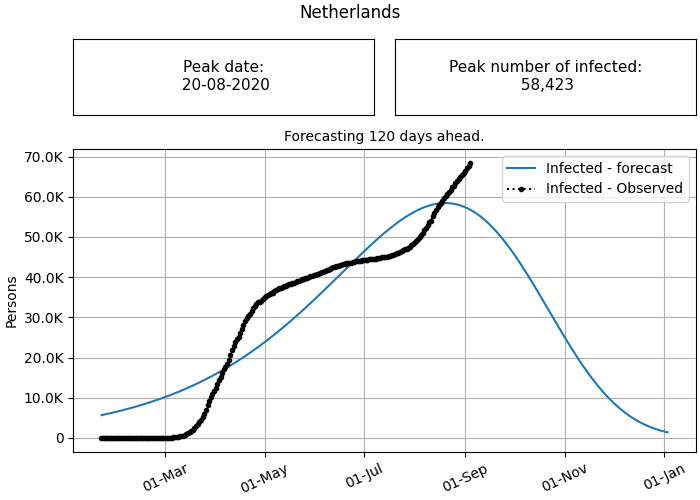 Netherlands
Peak date:
20-08-2020
Peak number of infected:
58,423
Forecasting 120 days ahead.
70.0K
60.0K
50.0K
40.0K
30.0K
20.0K
10.0K
0
Persons
Infected - forecast
Infected - Observed
01-Mar
01-May
01-Jul
01-Sep
01-Nov
01-Jan